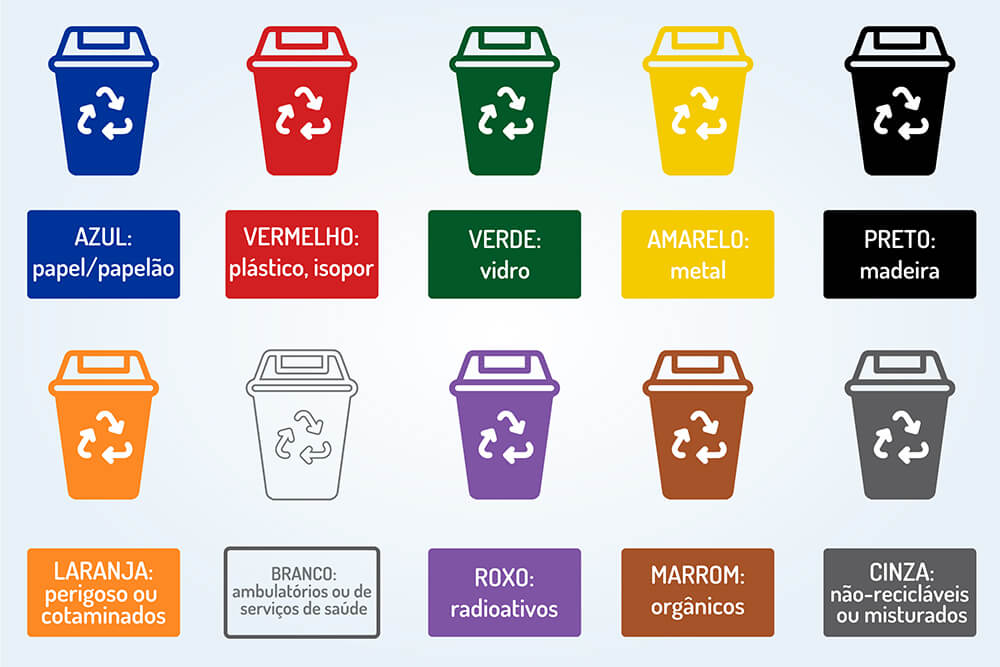 AZUL:
papel/papelão
VERMELHO:
plástico, isopor
VERDE:
vidro
AMARELO:
metal
PRETO:
madeira
LARANJA:
perigoso ou
cotaminados
BRANCO:
ambulatórios ou de
serviços de saúde
ROXO:
radioativos
MARROM:
orgânicos
CINZA:
não-recicláveis
ou misturados